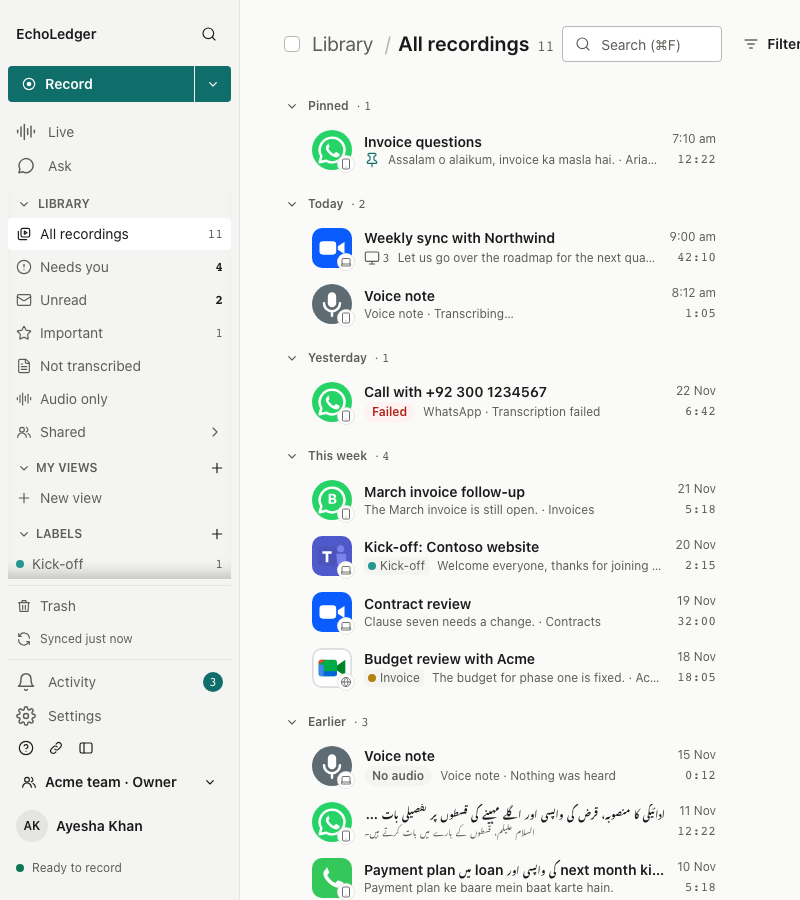 EchoLedger
Record
Live
Ask
LIBRARY
All recordings 11
Needs you 4
Unread 2
Important 1
Not transcribed
Audio only
Shared
MY VIEWS
New view
LABELS
Kick-off 1
Trash
Synced just now
Activity 3
Settings
Acme team · Owner
AK Ayesha Khan
Ready to record
Library / All recordings 11
Search (⌘F)
Filter
Pinned · 1
Invoice questions 7:10 am
Assalam o alaikum, invoice ka masla hai. · Aria... 12:22
Today · 2
Weekly sync with Northwind 9:00 am
3 Let us go over the roadmap for the next qua... 42:10
Voice note 8:12 am
Voice note · Transcribing... 1:05
Yesterday · 1
Call with +92 300 1234567 22 Nov
Failed WhatsApp · Transcription failed 6:42
This week · 4
B
March invoice follow-up 21 Nov
The March invoice is still open. · Invoices 5:18
T
Kick-off: Contoso website 20 Nov
Kick-off Welcome everyone, thanks for joining ... 2:15
Contract review 19 Nov
Clause seven needs a change. · Contracts 32:00
Budget review with Acme 18 Nov
Invoice The budget for phase one is fixed. · Ac... 18:05
Earlier · 3
Voice note 15 Nov
No audio Voice note · Nothing was heard 0:12
ادائیگی کا منصوبہ، قرض کی واپسی اور اگلے مہینے کی قسطوں پر تفصیلی بات ... 11 Nov
السلام علیکم، قسطوں کے بارے میں بات کرتے ہیں۔ 12:22
Payment plan میں loan کی واپسی اور next month ki... 10 Nov
Payment plan ke baare mein baat karte hain. 5:18